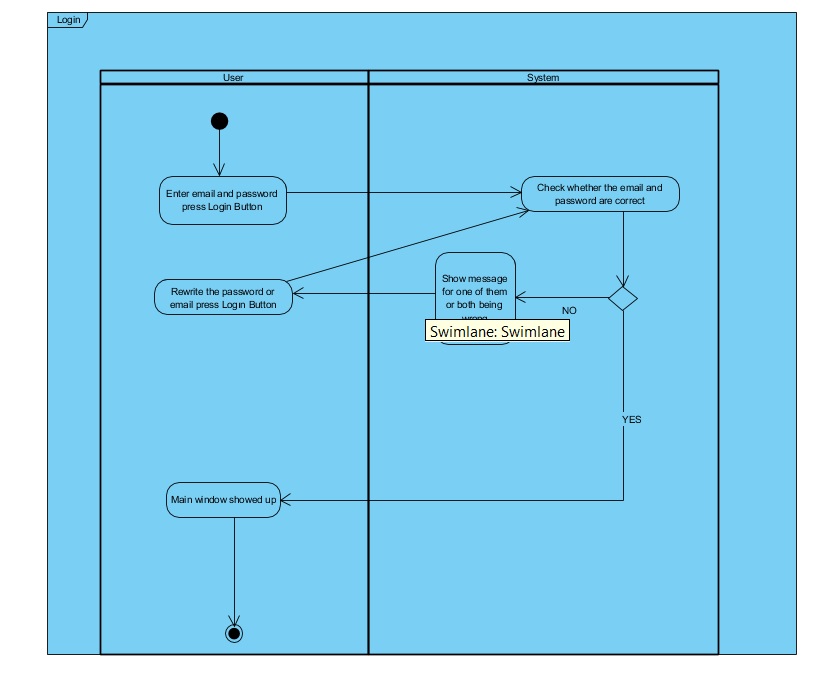 Login
User
System
Enter email and password
press Login Button
Check whether the email and
password are correct
Rewrite the password or
email press Login Button
Show message
for one of them
or both being
wrong
NO
Swimlane: Swimlane
YES
Main window showed up